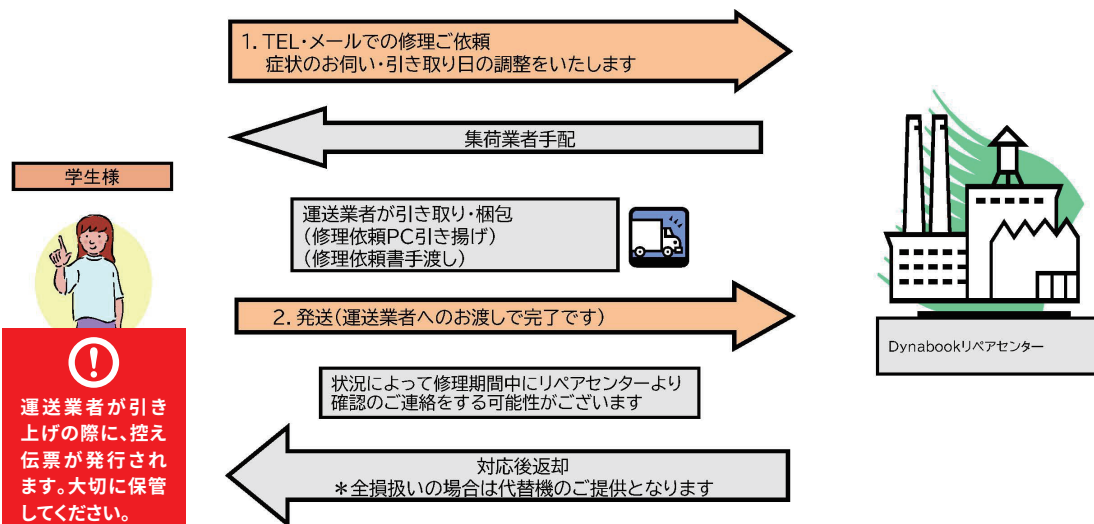 1. TEL・メールでの修理ご依頼
症状のお伺い・引き取り日の調整をいたします
集荷業者手配
学生様
運送業者が引き取り・梱包
(修理依頼PC引き揚げ)
(修理依頼書手渡し)
2. 発送(運送業者へのお渡しで完了です)
Dynabookリペアセンター
状況によって修理期間中にリペアセンターより
確認のご連絡をする可能性がございます
運送業者が引き
上げの際に、控え
伝票が発行され
ます。大切に保管
してください。
対応後返却
＊全損扱いの場合は代替機のご提供となります